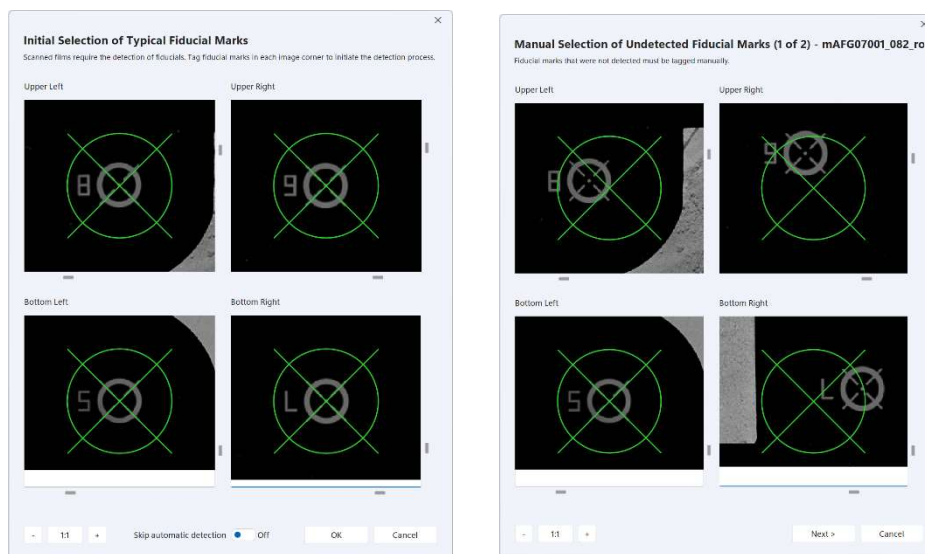 Initial Selection of Typical Fiducial Marks
Scanned films require the detection of fiducials. Tag fiducial marks in each image corner to initiate the detection process.
Upper Left
Upper Right
8
9
Bottom Left
Bottom Right
5
L
- 1:1 +
Skip automatic detection Off
OK
Cancel
Manual Selection of Undetected Fiducial Marks (1 of 2) - mAFG07001_082_ro
Fiducial marks that were not detected must be tagged manually.
Upper Left
Upper Right
8
9
Bottom Left
Bottom Right
5
L
- 1:1 +
Next >
Cancel